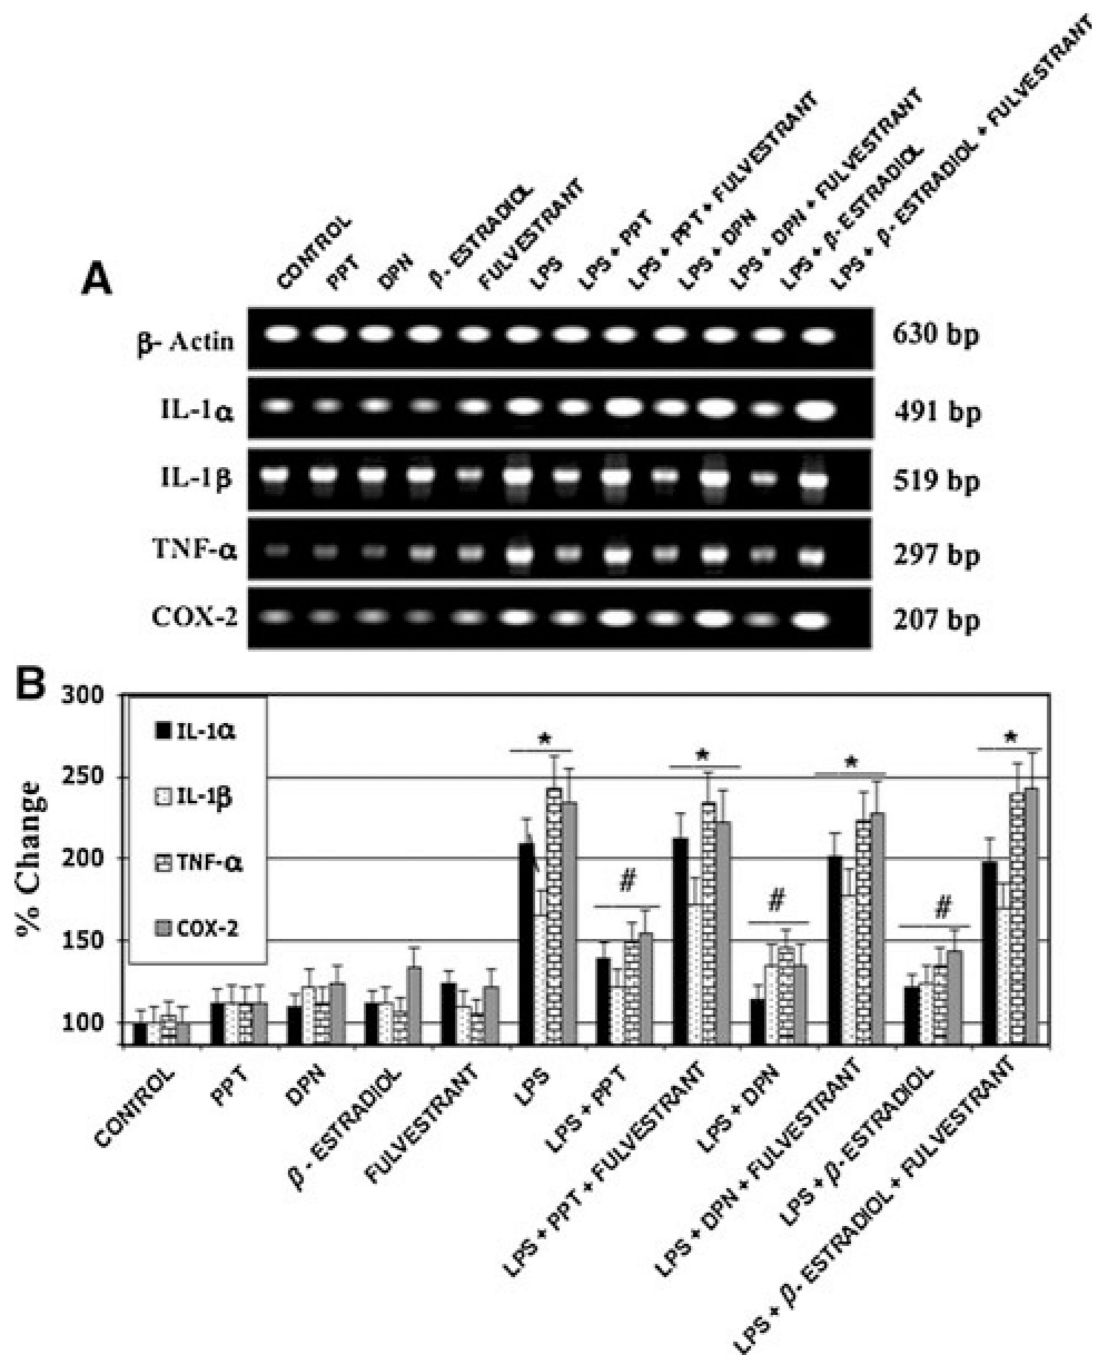 A
CONTROL
PPT
DPN
β- ESTRADIOL
FULVESTRANT
LPS
LPS + PPT
LPS + PPT + FULVESTRANT
LPS + DPN
LPS + DPN + FULVESTRANT
LPS + β- ESTRADIOL
LPS + β- ESTRADIOL + FULVESTRANT
β- Actin 630 bp
IL-1α 491 bp
IL-1β 519 bp
TNF-α 297 bp
COX-2 207 bp
B
% Change
300
250
200
150
100
IL-1α
IL-1β
TNF-α
COX-2
* # * # * # *
CONTROL
PPT
DPN
β- ESTRADIOL
FULVESTRANT
LPS
LPS + PPT
LPS + PPT + FULVESTRANT
LPS + DPN
LPS + DPN + FULVESTRANT
LPS + β- ESTRADIOL
LPS + β- ESTRADIOL + FULVESTRANT